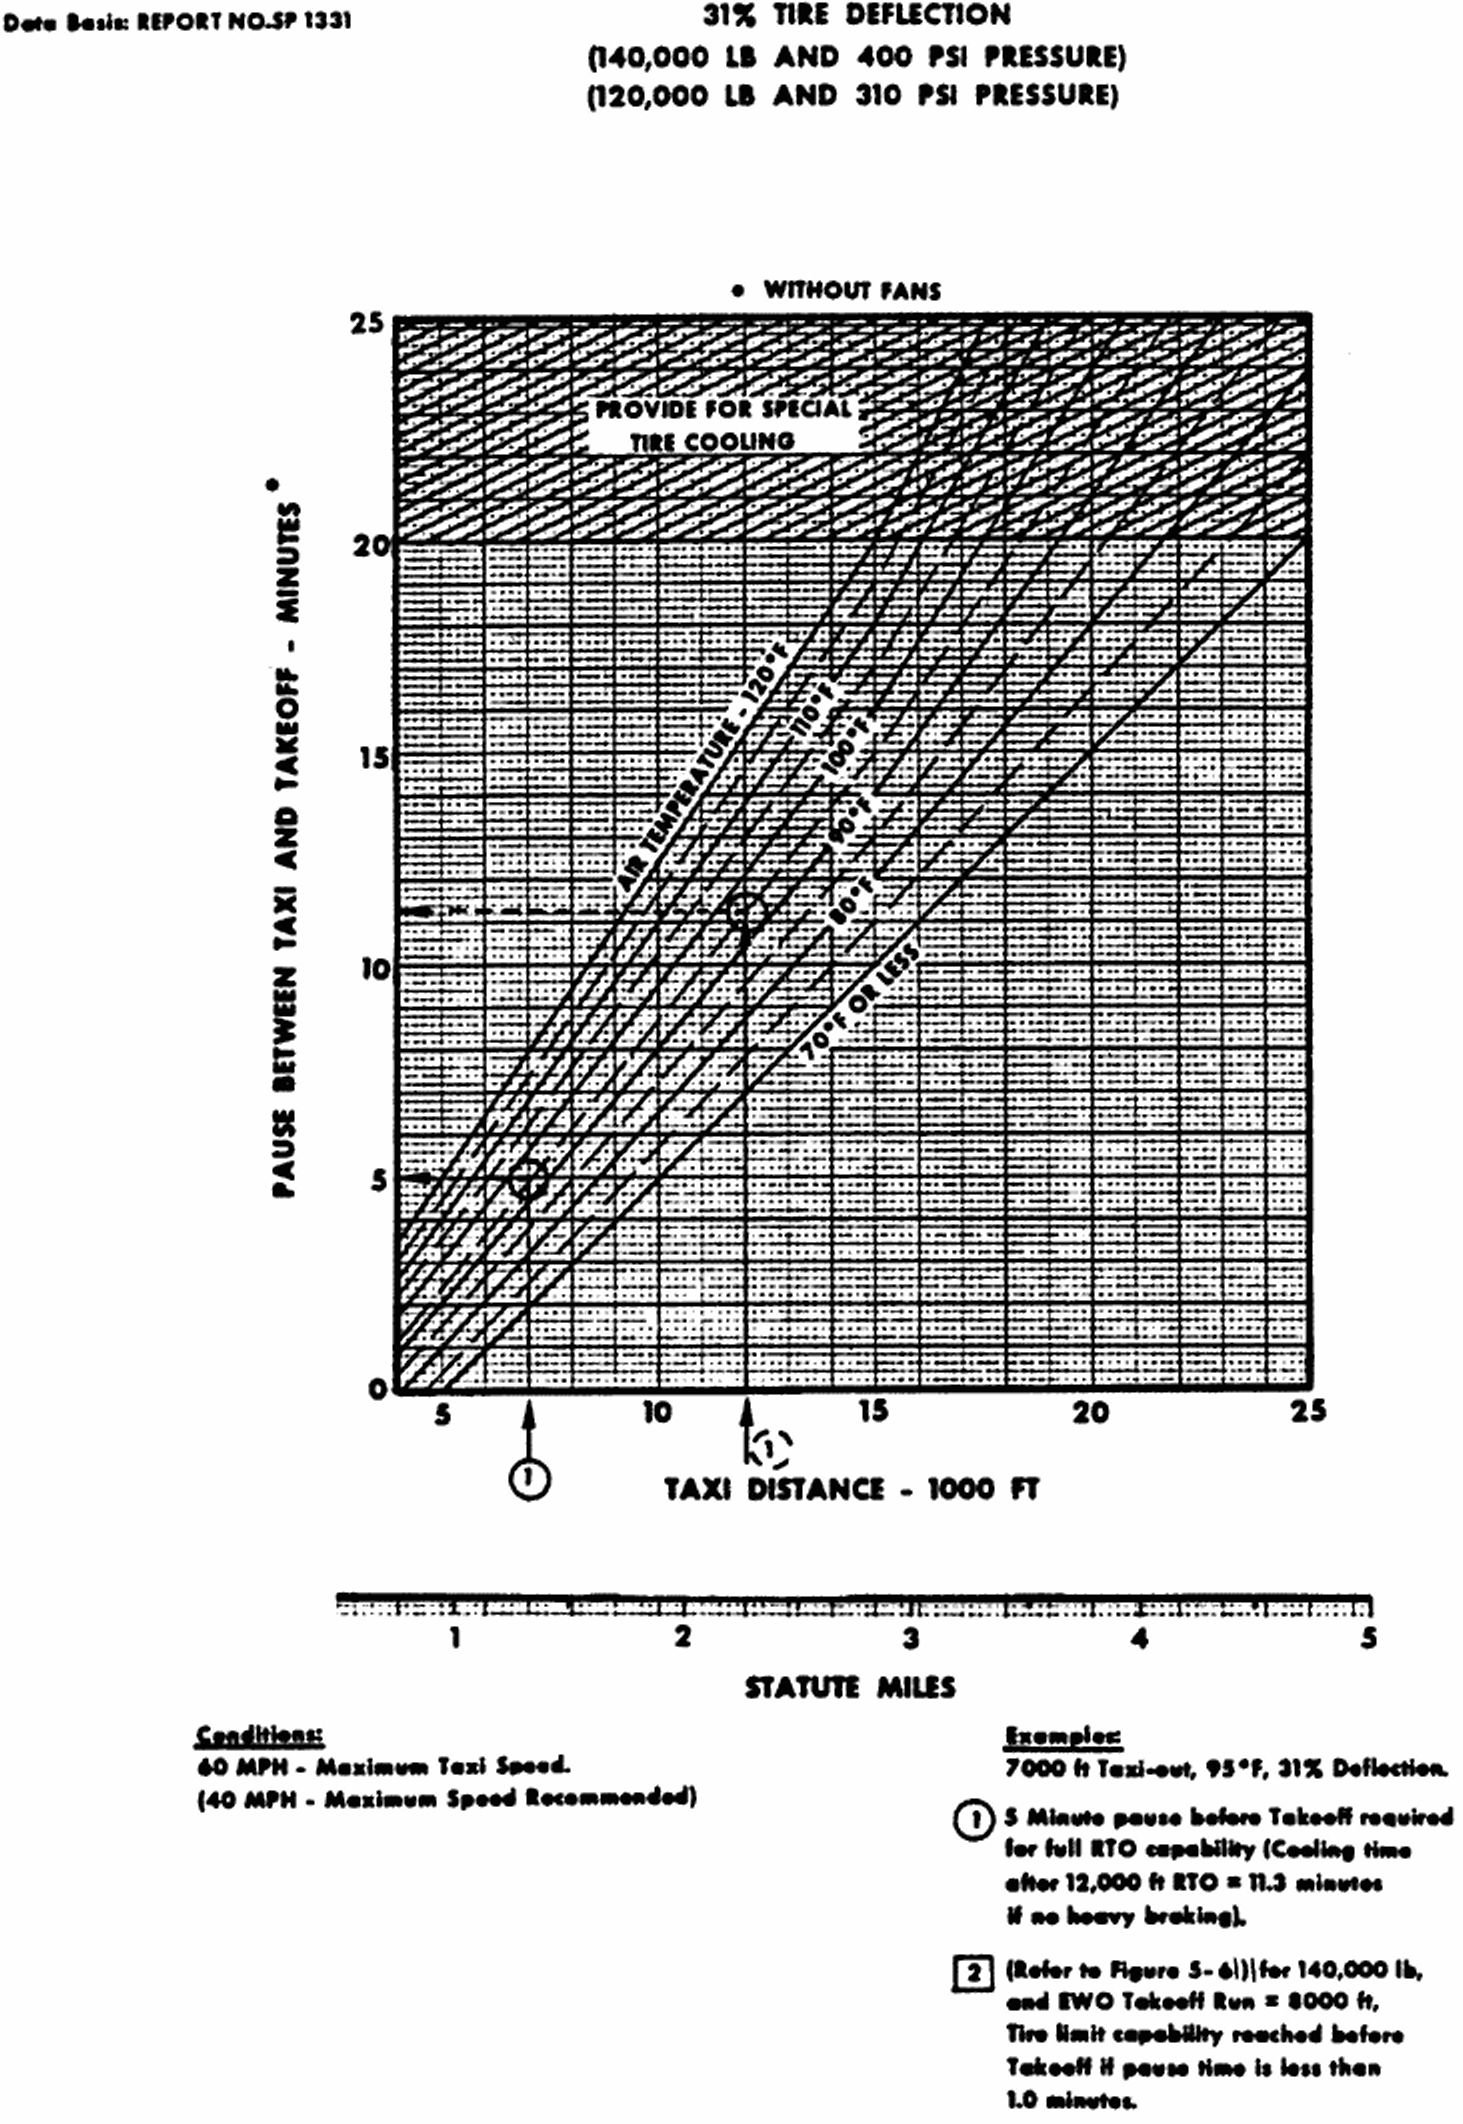 Data Basis: REPORT NO.SP 1331
31% TIRE DEFLECTION
(140,000 LB AND 400 PSI PRESSURE)
(120,000 LB AND 310 PSI PRESSURE)
• WITHOUT FANS
25
PROVIDE FOR SPECIAL
TIRE COOLING
20
15
10
5
0
PAUSE BETWEEN TAXI AND TAKEOFF - MINUTES •
AIR TEMPERATURE - 120°F
110°F
100°F
90°F
80°F
70°F OR LESS
5 10 15 20 25
1 1
TAXI DISTANCE - 1000 FT
1 2 3 4 5
STATUTE MILES
Conditions:
60 MPH - Maximum Taxi Speed.
(40 MPH - Maximum Speed Recommended)
Examples:
7000 ft Taxi-out, 95°F, 31% Deflection.
1 5 Minute pause before Takeoff required
for full RTO capability (Cooling time
after 12,000 ft RTO = 11.3 minutes
if no heavy braking).
2 (Refer to Figure 5-6) for 140,000 lb,
and EWO Takeoff Run = 8000 ft,
Tire limit capability reached before
Takeoff if pause time is less than
1.0 minutes.